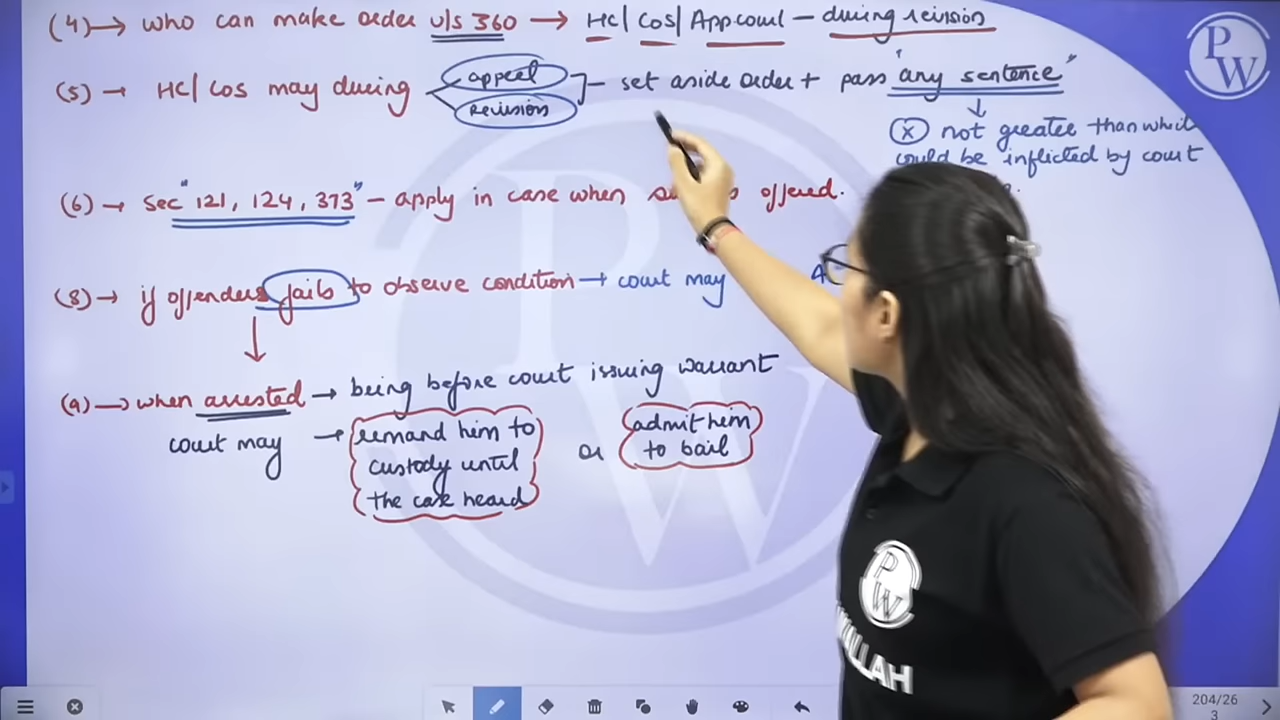 (4)→ who can make order u/s 360 → HC/ COS/ App court – during revision
(5) → HC/ COS may during appeal revision – set aside order + pass "any sentence"
(x) not greater than which
could be inflicted by court
(6) → sec "121, 124, 373" – apply in case when offered.
(8) → if offenders fails to observe condition → court may
(9) → when arrested → being before court issuing warrant
court may → remand him to custody until the case heard or admit him to bail
PW
PW
WALLAH
204/26
3